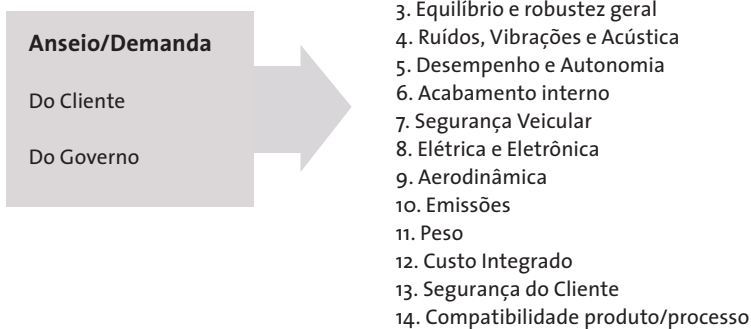 Anseio/Demanda
Do Cliente
Do Governo
3. Equilíbrio e robustez geral
4. Ruídos, Vibrações e Acústica
5. Desempenho e Autonomia
6. Acabamento interno
7. Segurança Veicular
8. Elétrica e Eletrônica
9. Aerodinâmica
10. Emissões
11. Peso
12. Custo Integrado
13. Segurança do Cliente
14. Compatibilidade produto/processo